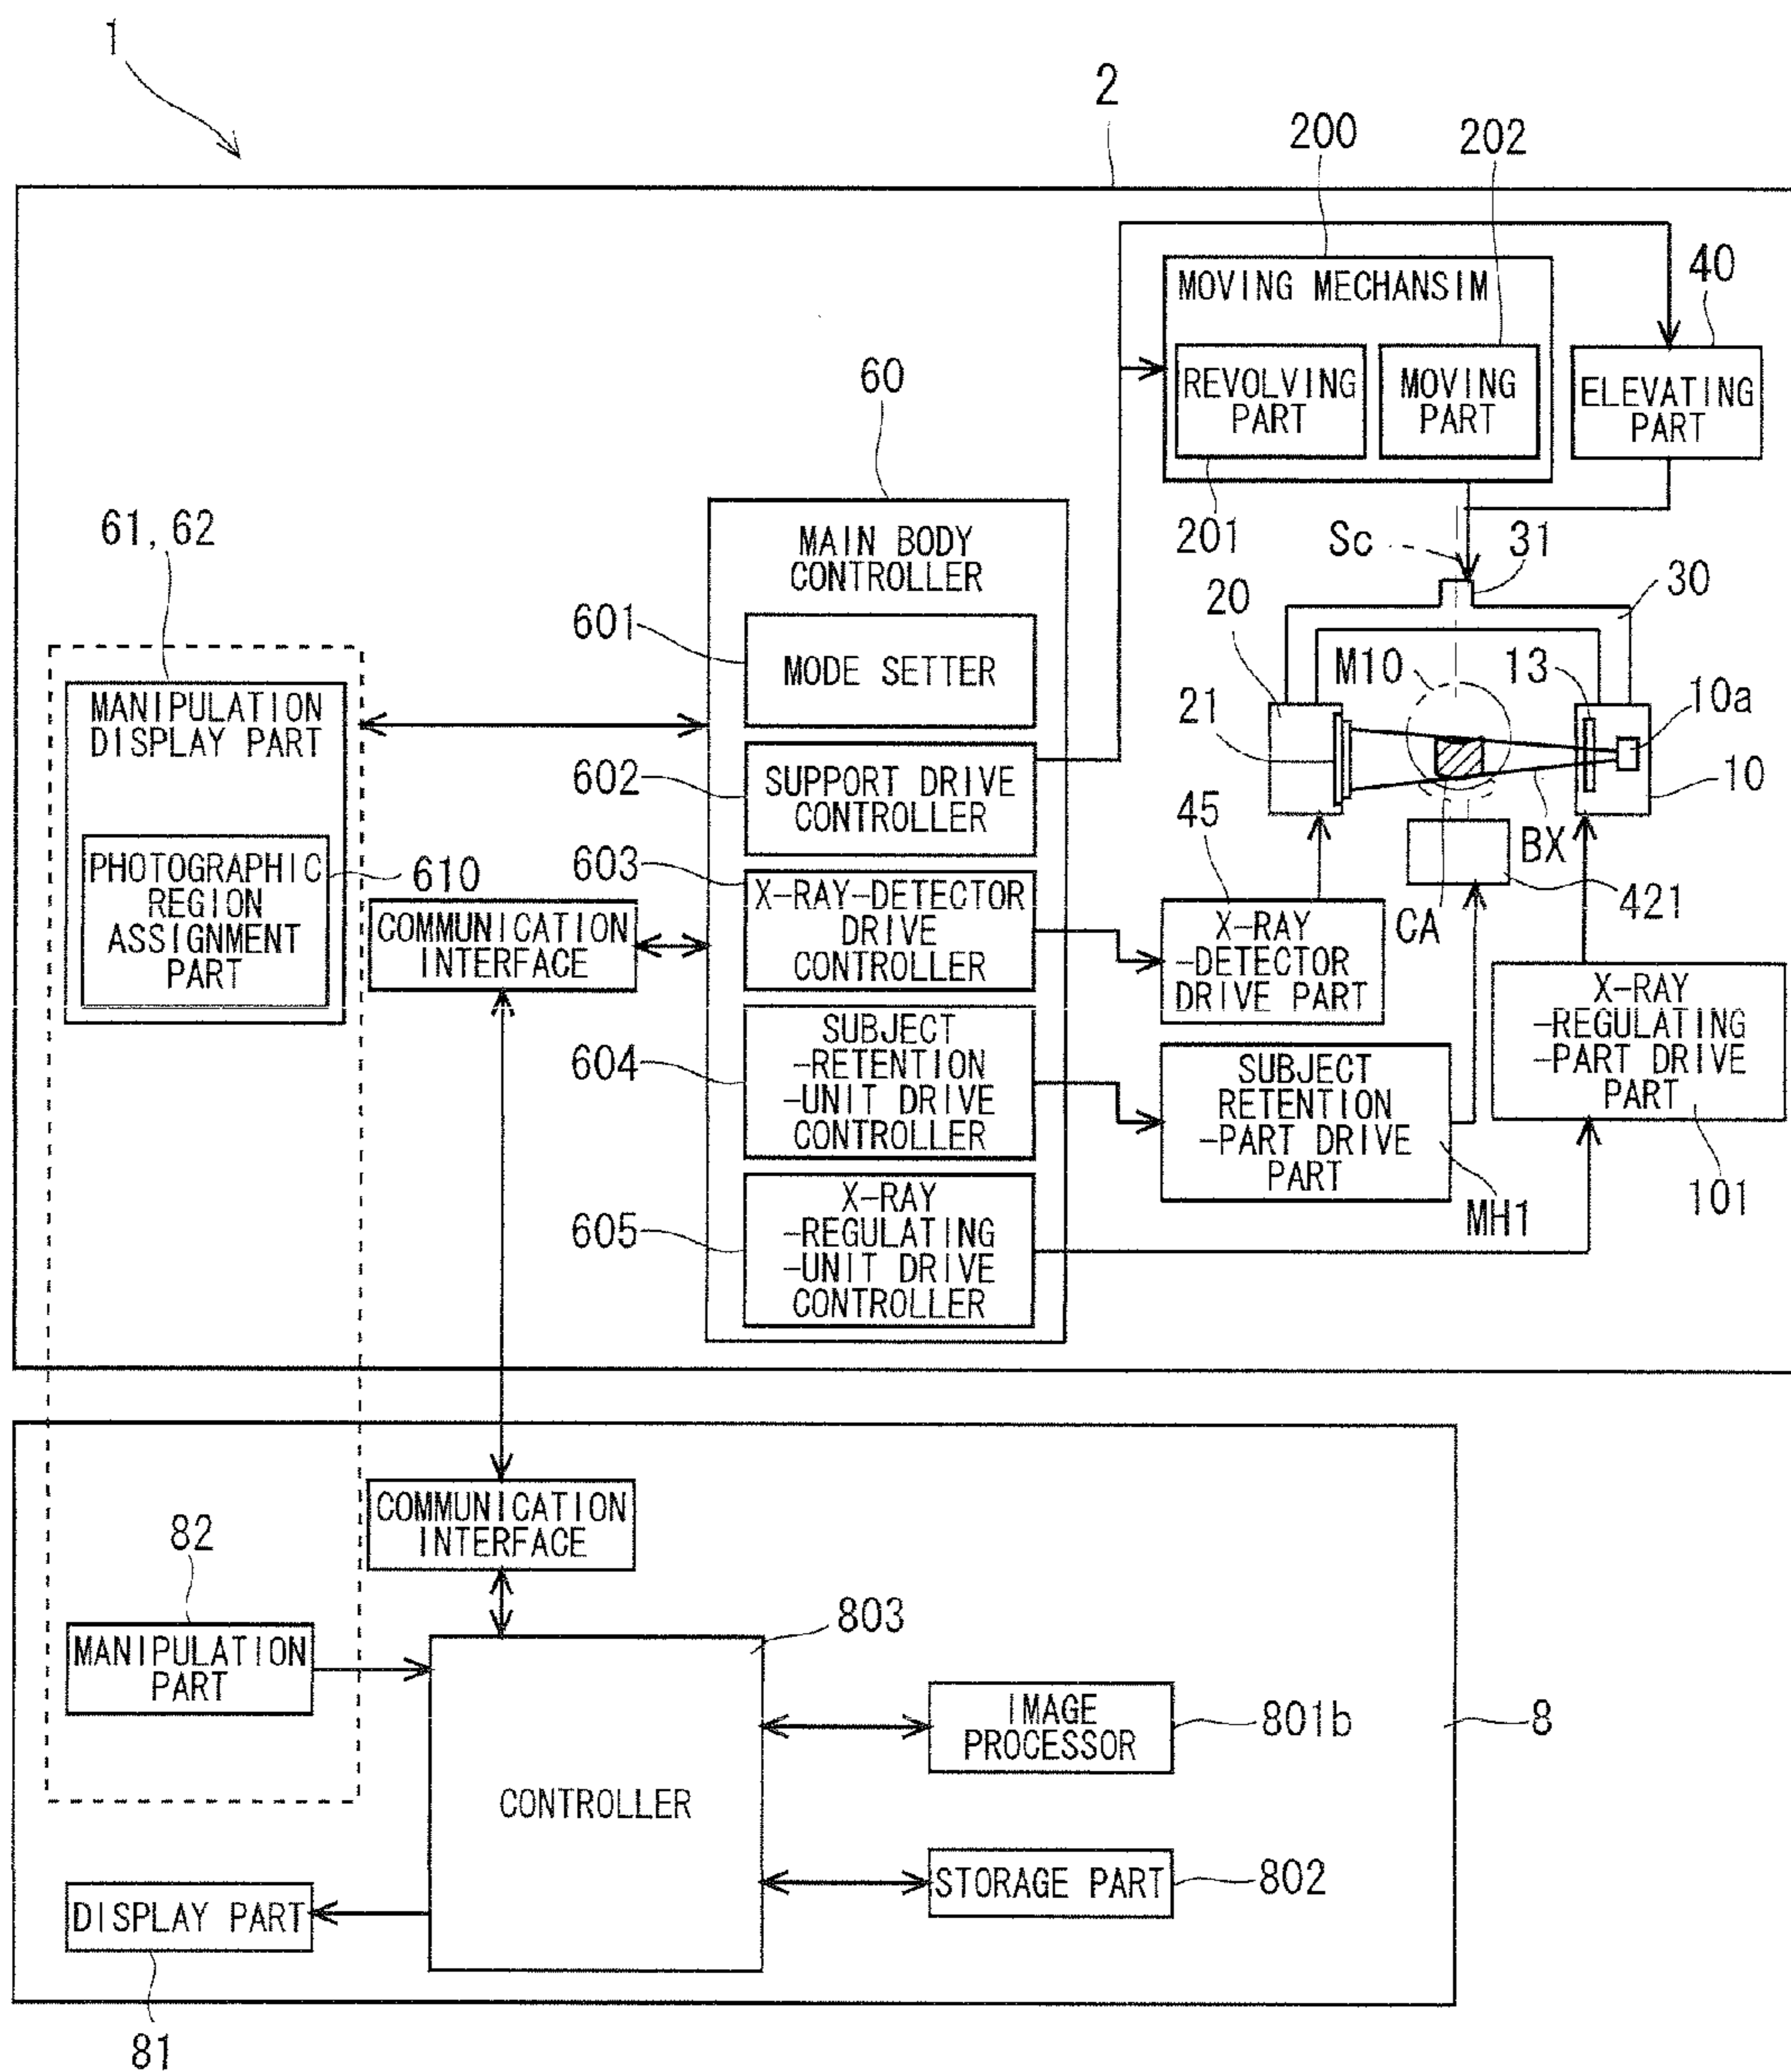 1
2
200
202
MOVING MECHANSIM
40
REVOLVING
PART
MOVING
PART
ELEVATING
PART
60
61, 62
201
Sc
31
MAIN BODY
CONTROLLER
20
30
601
MODE SETTER
M10
13
10a
MANIPULATION
DISPLAY PART
21
602
SUPPORT DRIVE
CONTROLLER
10
45
BX
PHOTOGRAPHIC
REGION
ASSIGNMENT
PART
610
603
X-RAY-DETECTOR
DRIVE
CONTROLLER
421
COMMUNICATION
INTERFACE
X-RAY
-DETECTOR
DRIVE PART
CA
X-RAY
-REGULATING
-PART DRIVE
PART
604
SUBJECT
-RETENTION
-UNIT DRIVE
CONTROLLER
SUBJECT
RETENTION
-PART DRIVE
PART
101
MH1
605
X-RAY
-REGULATING
-UNIT DRIVE
CONTROLLER
COMMUNICATION
INTERFACE
82
803
MANIPULATION
PART
IMAGE
PROCESSOR
801b
8
CONTROLLER
STORAGE PART
802
DISPLAY PART
81